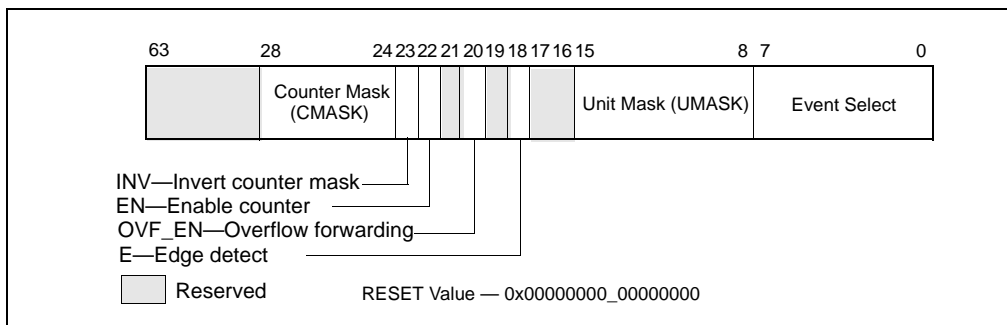 63 28 24 23 22 21 20 19 18 17 16 15 8 7 0
Counter Mask
(CMASK)
Unit Mask (UMASK)
Event Select
INV—Invert counter mask
EN—Enable counter
OVF_EN—Overflow forwarding
E—Edge detect
Reserved
RESET Value — 0x00000000_00000000